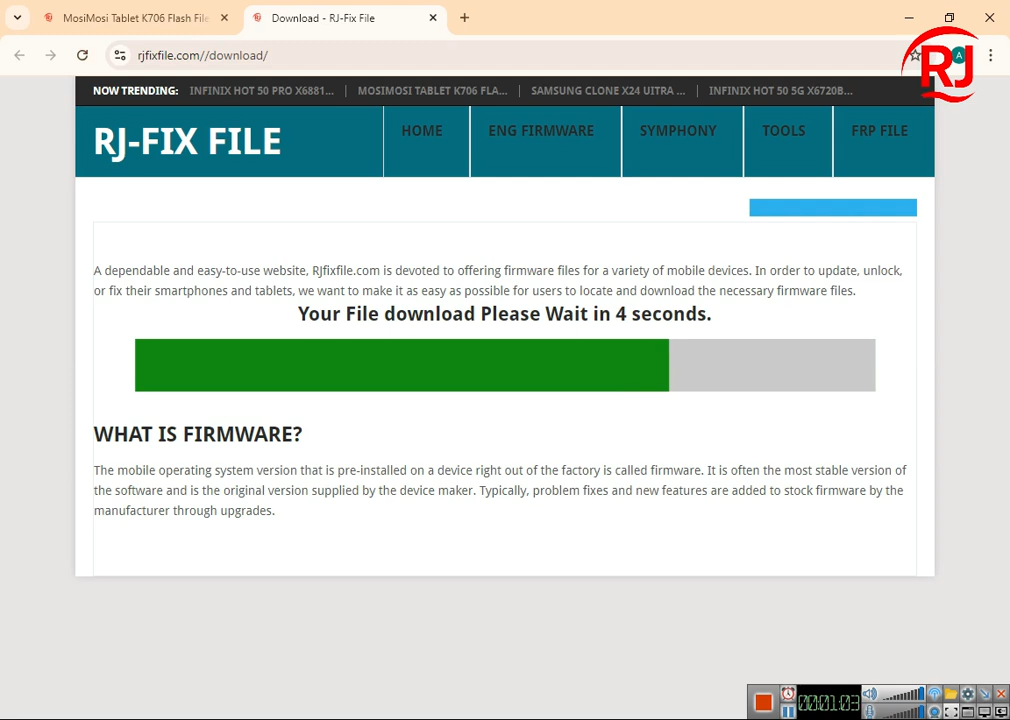 MosiMosi Tablet K706 Flash File
Download - RJ-Fix File
rjfixfile.com//download/
A
RJ
NOW TRENDING: INFINIX HOT 50 PRO X6881... MOSIMOSI TABLET K706 FLA... SAMSUNG CLONE X24 UITRA ... INFINIX HOT 50 5G X6720B...
RJ-FIX FILE
HOME ENG FIRMWARE SYMPHONY TOOLS FRP FILE
A dependable and easy-to-use website, RJfixfile.com is devoted to offering firmware files for a variety of mobile devices. In order to update, unlock,
or fix their smartphones and tablets, we want to make it as easy as possible for users to locate and download the necessary firmware files.
Your File download Please Wait in 4 seconds.
WHAT IS FIRMWARE?
The mobile operating system version that is pre-installed on a device right out of the factory is called firmware. It is often the most stable version of
the software and is the original version supplied by the device maker. Typically, problem fixes and new features are added to stock firmware by the
manufacturer through upgrades.
00:01:03